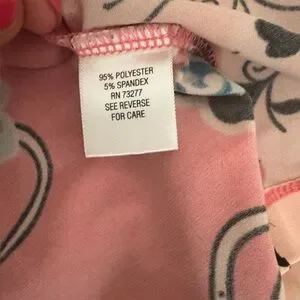 95% POLYESTER
5% SPANDEX
RN 73277
SEE REVERSE
FOR CARE